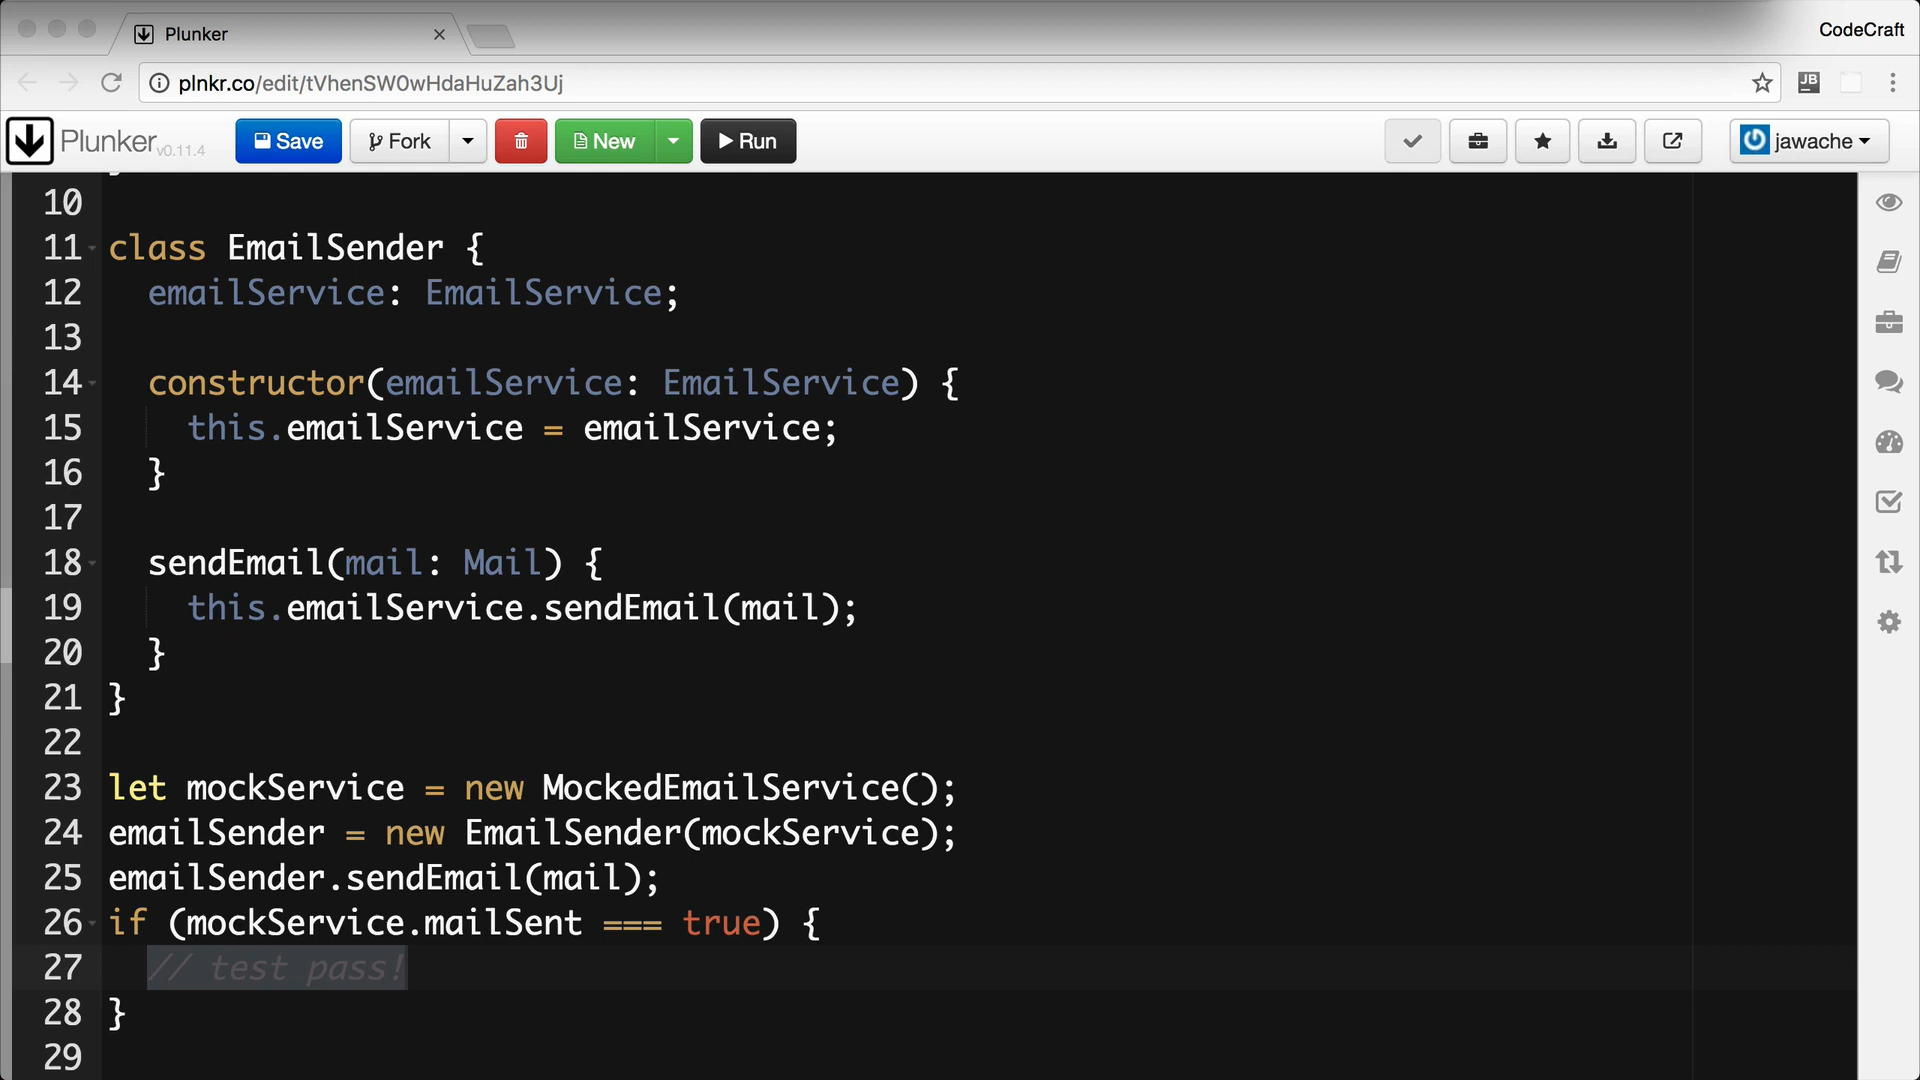 Plunker
CodeCraft
plnkr.co/edit/tVhenSW0wHdaHuZah3Uj
JB
Plunker v0.11.4
Save
Fork
New
Run
jawache
10
11 class EmailSender {
12 emailService: EmailService;
13
14 constructor(emailService: EmailService) {
15 this.emailService = emailService;
16 }
17
18 sendEmail(mail: Mail) {
19 this.emailService.sendEmail(mail);
20 }
21 }
22
23 let mockService = new MockedEmailService();
24 emailSender = new EmailSender(mockService);
25 emailSender.sendEmail(mail);
26 if (mockService.mailSent === true) {
27 // test pass!
28 }
29